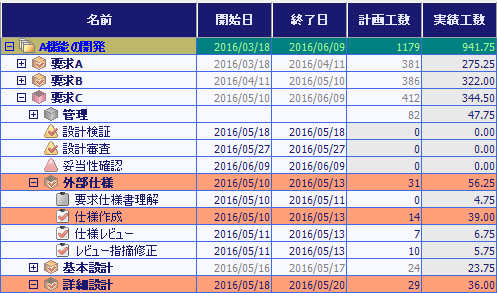 名前 開始日 終了日 計画工数 実績工数
A機能の開発 2016/03/18 2016/06/09 1179 941.75
要求A 2016/03/18 2016/04/11 381 275.25
要求B 2016/04/11 2016/05/10 386 322.00
要求C 2016/05/10 2016/06/09 412 344.50
管理 82 47.75
設計検証 2016/05/18 2016/05/18 0 0.00
設計審査 2016/05/27 2016/05/27 0 0.00
妥当性確認 2016/06/09 2016/06/09 0 0.00
外部仕様 2016/05/10 2016/05/13 31 56.25
要求仕様書理解 2016/05/10 2016/05/11 0 4.75
仕様作成 2016/05/10 2016/05/13 14 39.00
仕様レビュー 2016/05/11 2016/05/13 7 6.75
レビュー指摘修正 2016/05/11 2016/05/13 10 5.75
基本設計 2016/05/16 2016/05/17 24 23.75
詳細設計 2016/05/18 2016/05/20 29 36.00